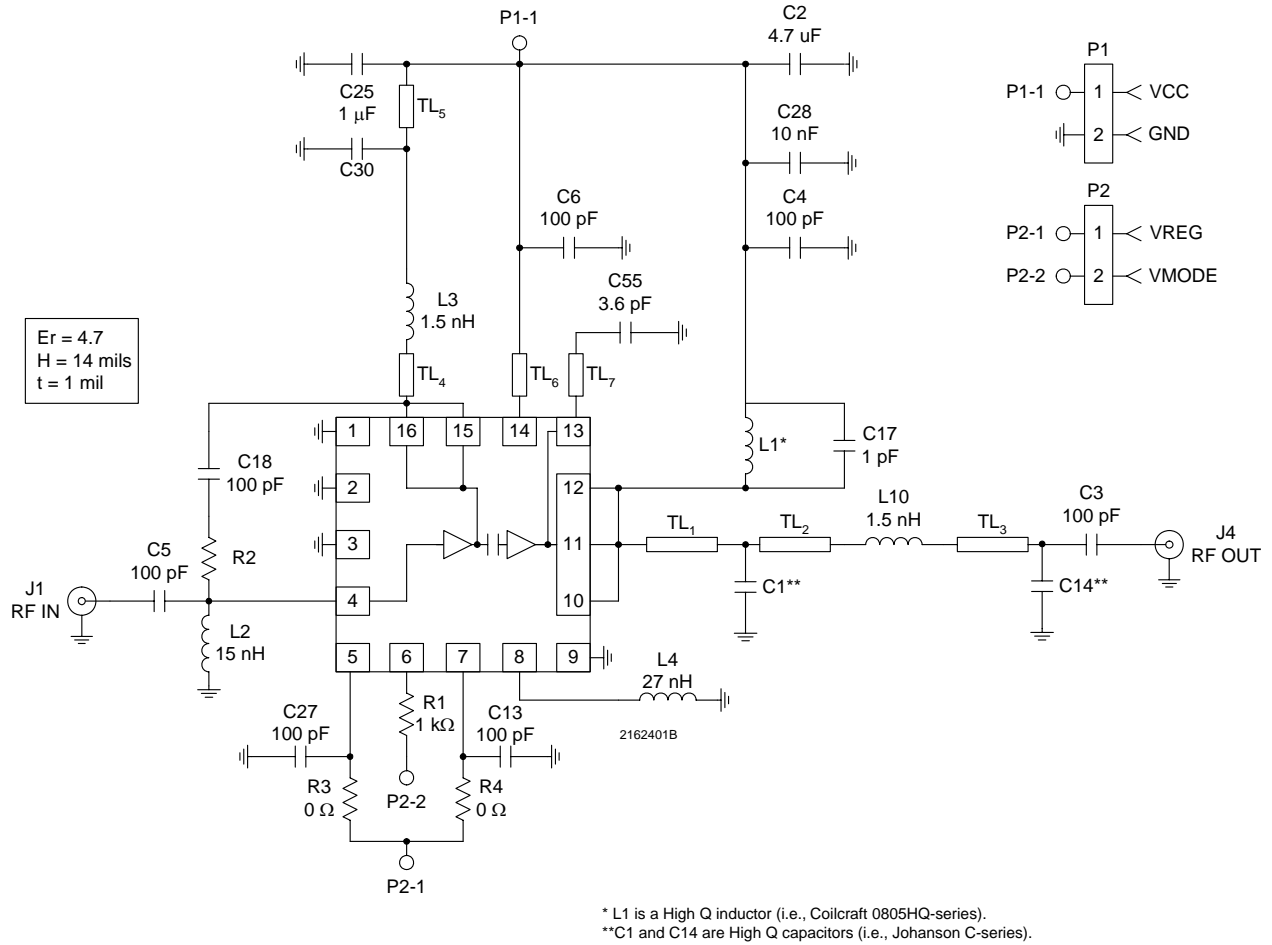 P1-1
C2
4.7 uF
P1
P1-1
1
VCC
2
GND
C25
1 μF
TL5
C28
10 nF
C30
C6
100 pF
C4
100 pF
P2
P2-1
1
VREG
P2-2
2
VMODE
C55
3.6 pF
L3
1.5 nH
Er = 4.7
H = 14 mils
t = 1 mil
TL4
TL6
TL7
1
16
15
14
13
L1*
C17
1 pF
C18
100 pF
2
12
L10
1.5 nH
C3
100 pF
TL1
TL2
TL3
J4
RF OUT
3
11
R2
C5
100 pF
C1**
C14**
J1
RF IN
4
10
L2
15 nH
5
6
7
8
9
L4
27 nH
C27
100 pF
R1
1 kΩ
C13
100 pF
2162401B
R3
0 Ω
P2-2
R4
0 Ω
P2-1
* L1 is a High Q inductor (i.e., Coilcraft 0805HQ-series).
**C1 and C14 are High Q capacitors (i.e., Johanson C-series).